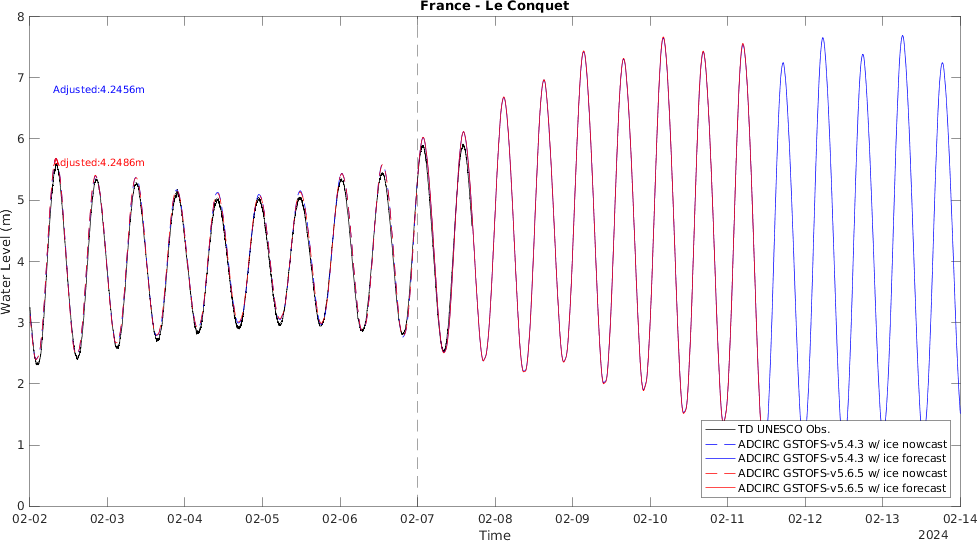 France - Le Conquet
8
7
6
5
4
3
2
1
0
Water Level (m)
Adjusted:4.2456m
Adjusted:4.2486m
TD UNESCO Obs.
ADCIRC GSTOFS-v5.4.3 w/ ice nowcast
ADCIRC GSTOFS-v5.4.3 w/ ice forecast
ADCIRC GSTOFS-v5.6.5 w/ ice nowcast
ADCIRC GSTOFS-v5.6.5 w/ ice forecast
02-02 02-03 02-04 02-05 02-06 02-07 02-08 02-09 02-10 02-11 02-12 02-13 02-14
Time
2024